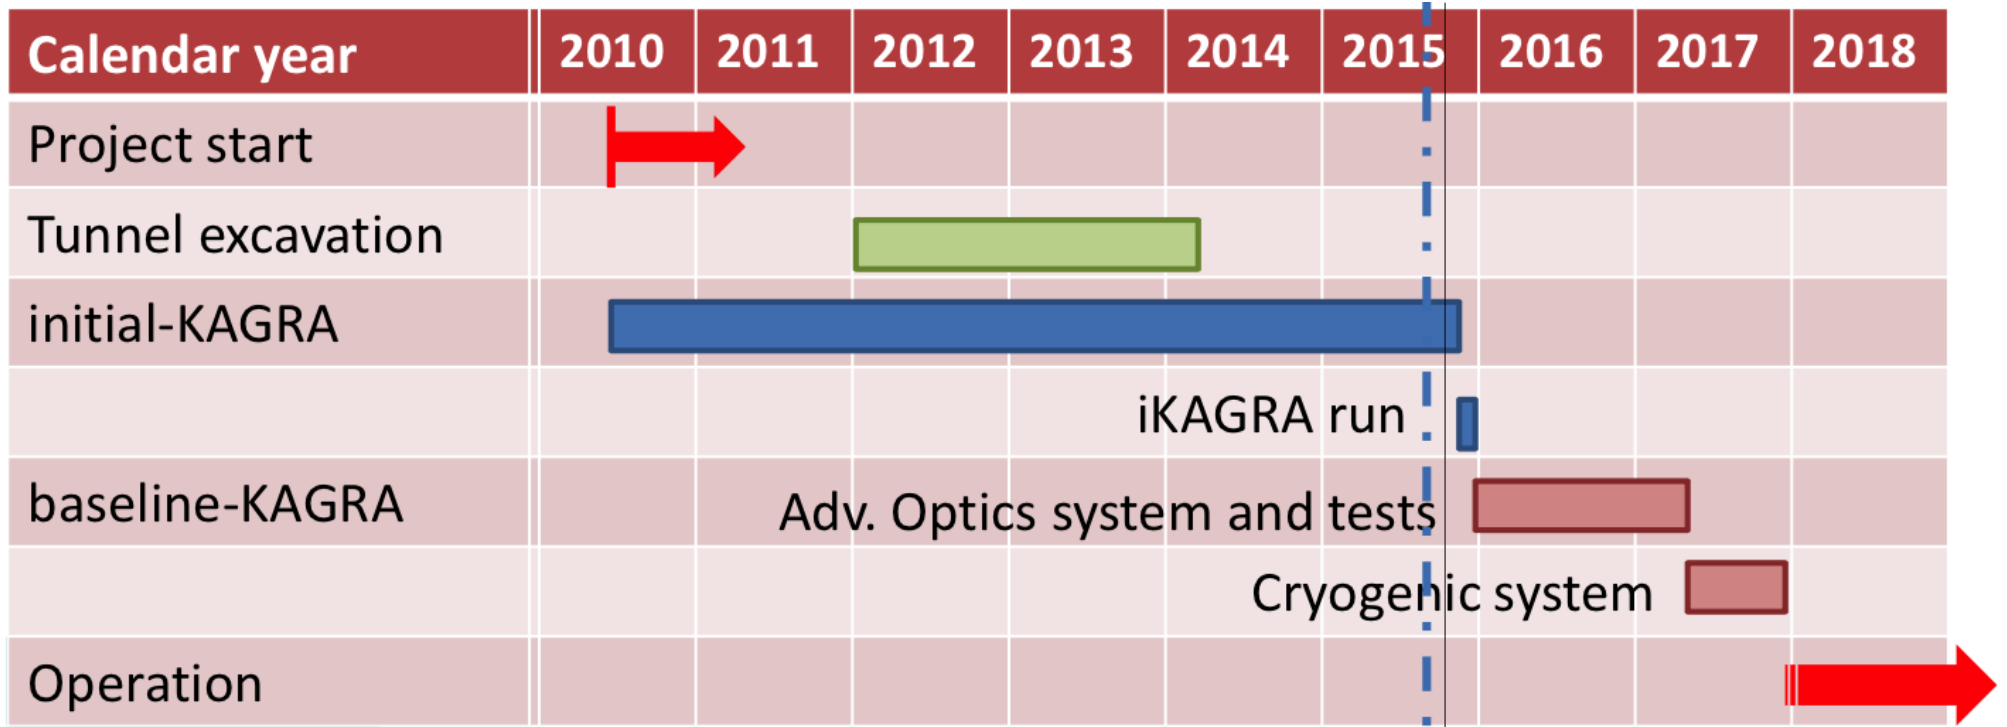 Calendar year 2010 2011 2012 2013 2014 2015 2016 2017 2018
Project start
Tunnel excavation
initial-KAGRA
iKAGRA run
baseline-KAGRA Adv. Optics system and tests
Cryogenic system
Operation